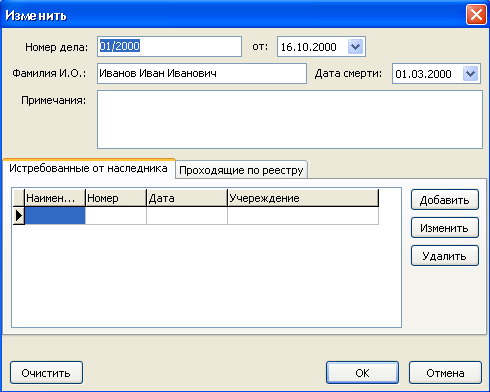 Изменить
Номер дела: 01/2000 от: 16.10.2000
Фамилия И.О.: Иванов Иван Иванович Дата смерти: 01.03.2000
Примечания:
Истребованные от наследника Проходящие по реестру
Наимен... Номер Дата Учереждение
Добавить
Изменить
Удалить
Очистить OK Отмена